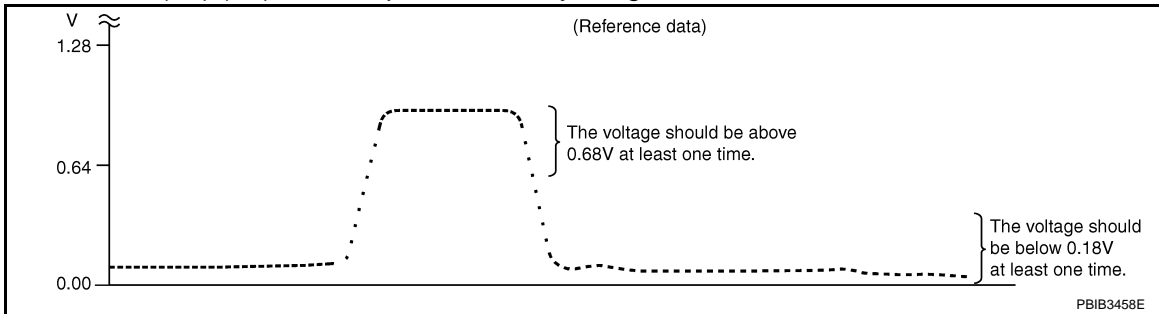 V
(Reference data)
1.28
The voltage should be above
0.68V at least one time.
0.64
The voltage should
be below 0.18V
at least one time.
0.00
PBIB3458E